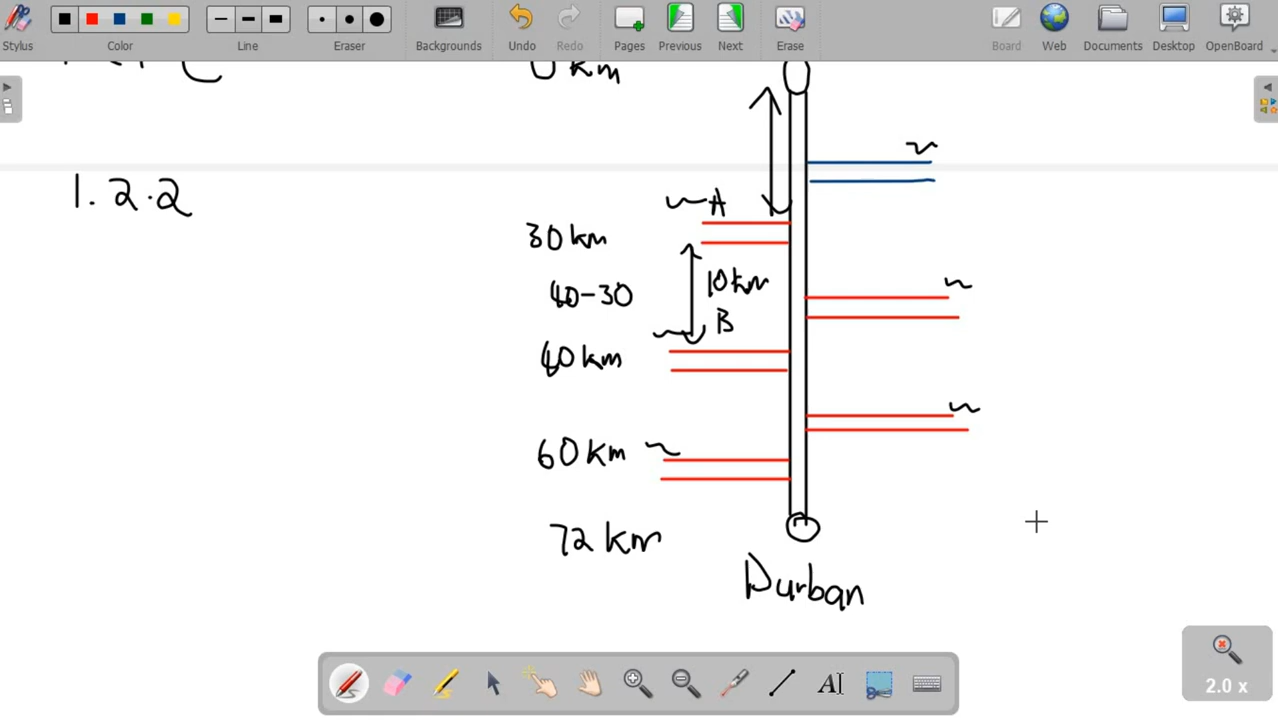 Stylus Color Line Eraser Backgrounds Undo Redo Pages Previous Next Erase Board Web Documents Desktop OpenBoard
0 km
1.2.2
A
30 km
40-30 10 km
B
40 km
60 km
72 km
Durban
2.0 x